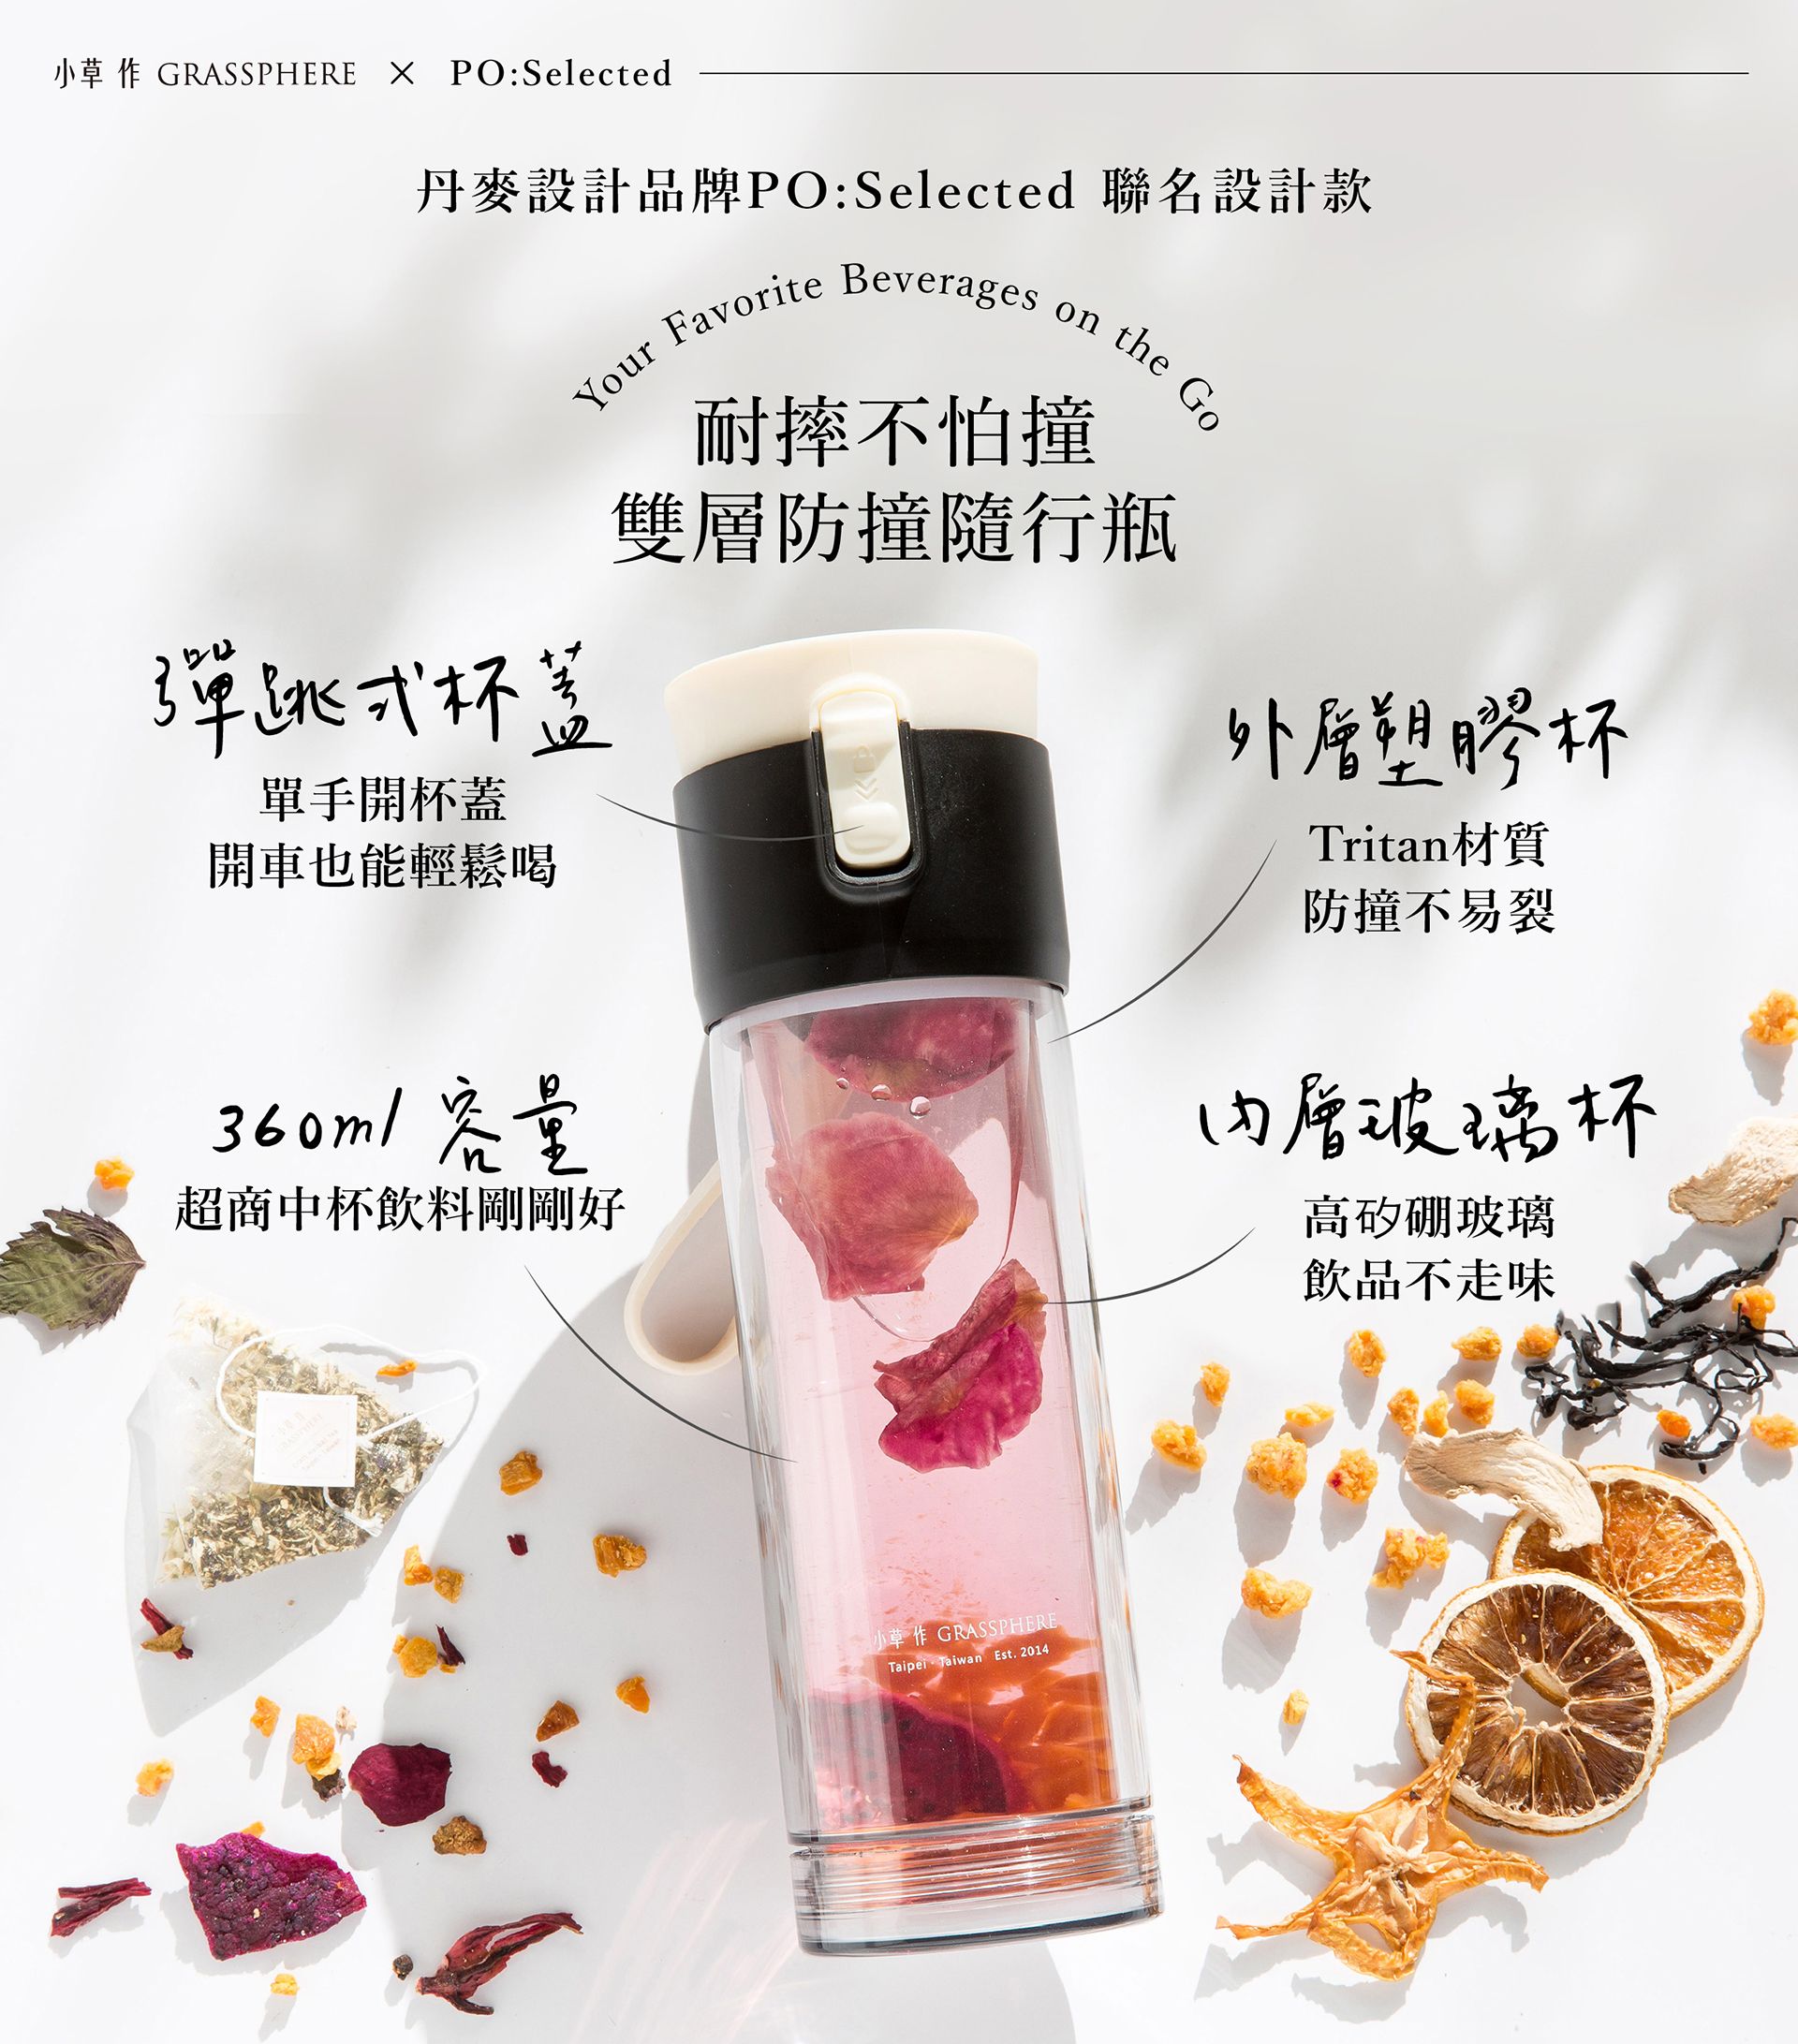 小草 作 GRASSPHERE × PO:Selected
丹麥設計品牌PO:Selected 聯名設計款
Your Favorite Beverages on the Go
耐摔不怕撞
雙層防撞隨行瓶
彈跳式杯蓋
單手開杯蓋
開車也能輕鬆喝
外層塑膠杯
Tritan材質
防撞不易裂
360ml 容量
超商中杯飲料剛剛好
內層玻璃杯
高矽硼玻璃
飲品不走味
小草 作 GRASSPHERE
Taipei · Taiwan Est. 2014